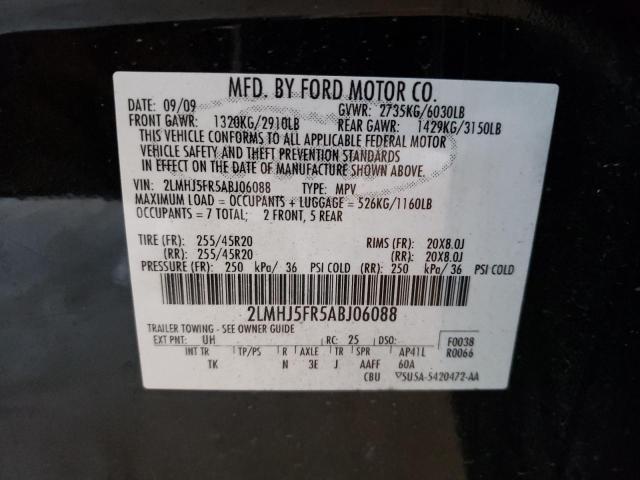 MFD. BY FORD MOTOR CO.
DATE: 09/09 GVWR: 2735KG/6030LB
FRONT GAWR: 1320KG/2910LB REAR GAWR: 1429KG/3150LB
THIS VEHICLE CONFORMS TO ALL APPLICABLE FEDERAL MOTOR
VEHICLE SAFETY AND THEFT PREVENTION STANDARDS
IN EFFECT ON THE DATE OF MANUFACTURE SHOWN ABOVE.
VIN: 2LMHJ5FR5ABJ06088 TYPE: MPV
MAXIMUM LOAD = OCCUPANTS + LUGGAGE = 526KG/1160LB
OCCUPANTS = 7 TOTAL: 2 FRONT, 5 REAR
TIRE (FR): 255/45R20 RIMS (FR): 20X8.0J
(RR): 255/45R20 (RR): 20X8.0J
PRESSURE (FR): 250 kPa/ 36 PSI COLD (RR): 250 kPa/ 36 PSI COLD
2LMHJ5FR5ABJ06088
TRAILER TOWING - SEE OWNER GUIDE
EXT PNT: UH RC: 25 DSO: F0038
R0066
INT TR TP/PS R AXLE TR SPR AP41L
TK N 3E J AAFF 60A
CBU 5U5A-5420472-AA